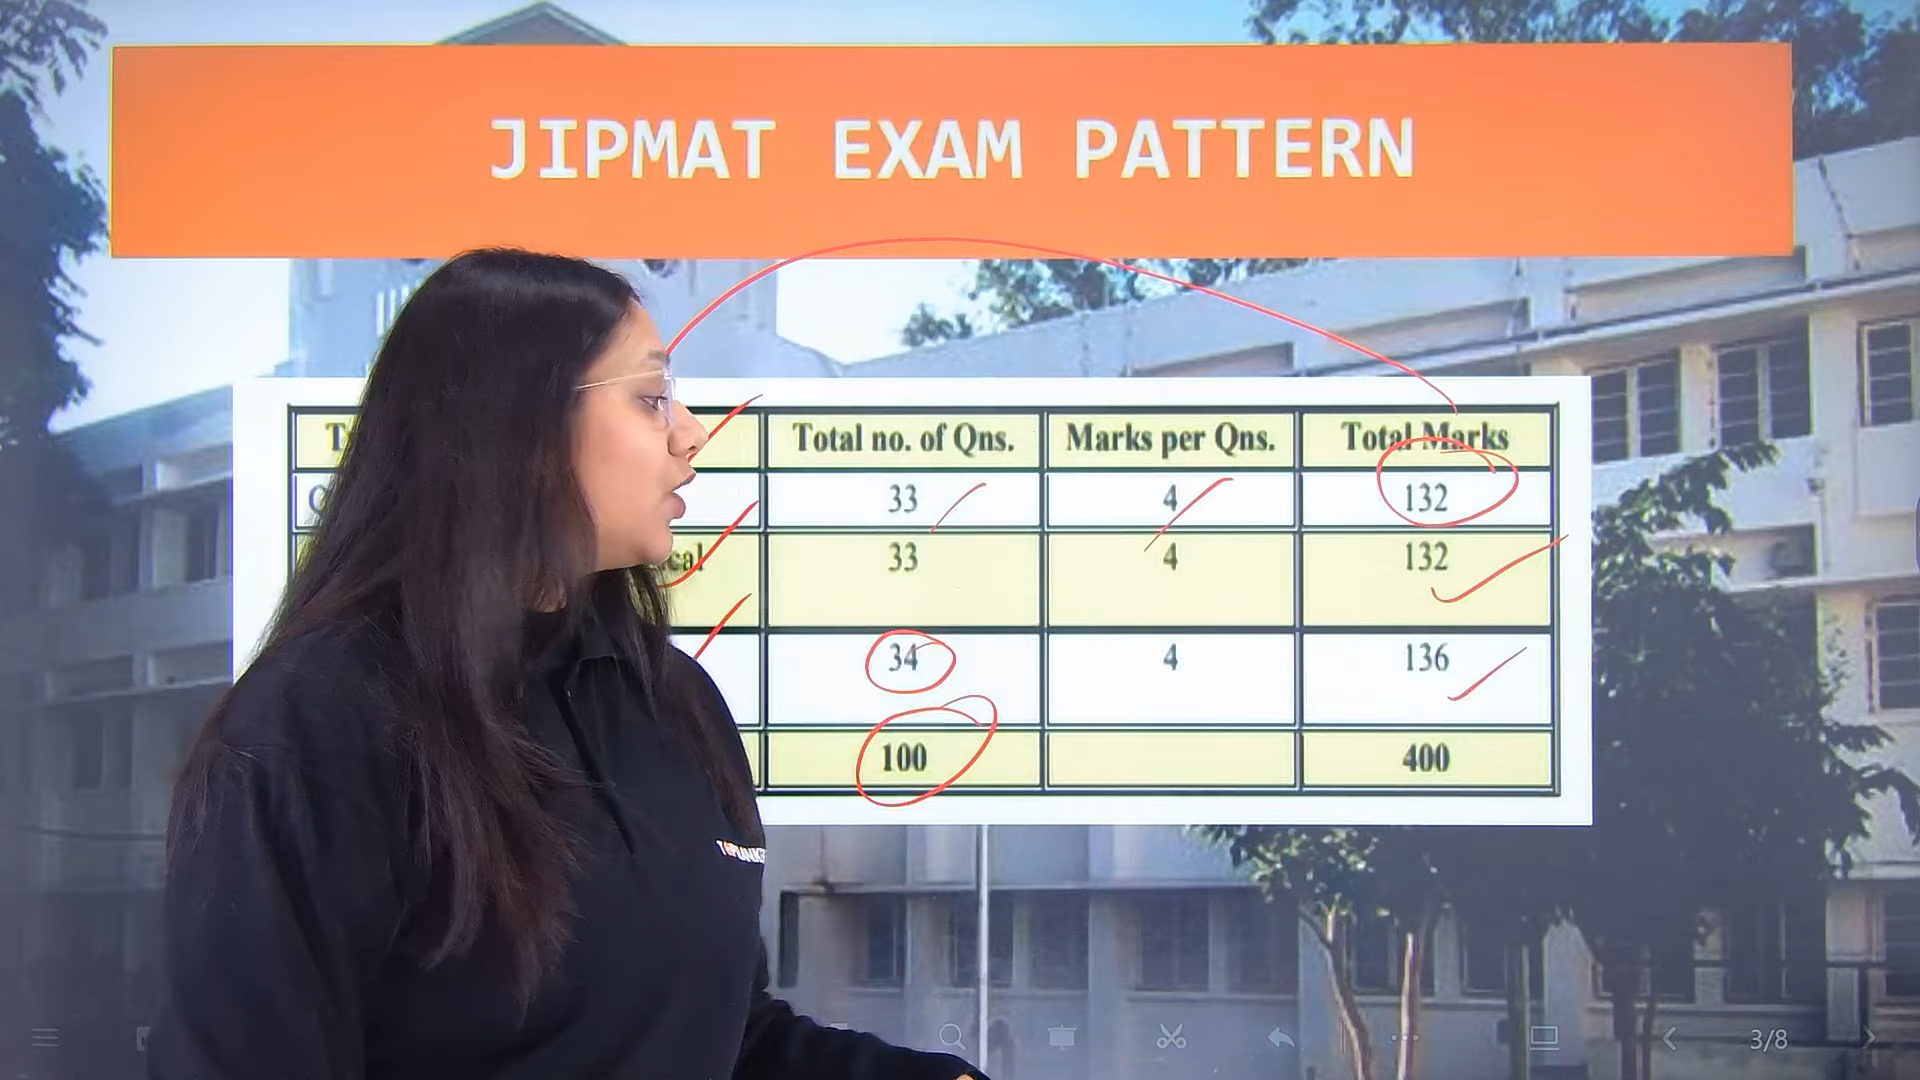 JIPMAT EXAM PATTERN
Total no. of Qns. Marks per Qns. Total Marks
33 4 132
33 4 132
34 4 136
100 400
3/8